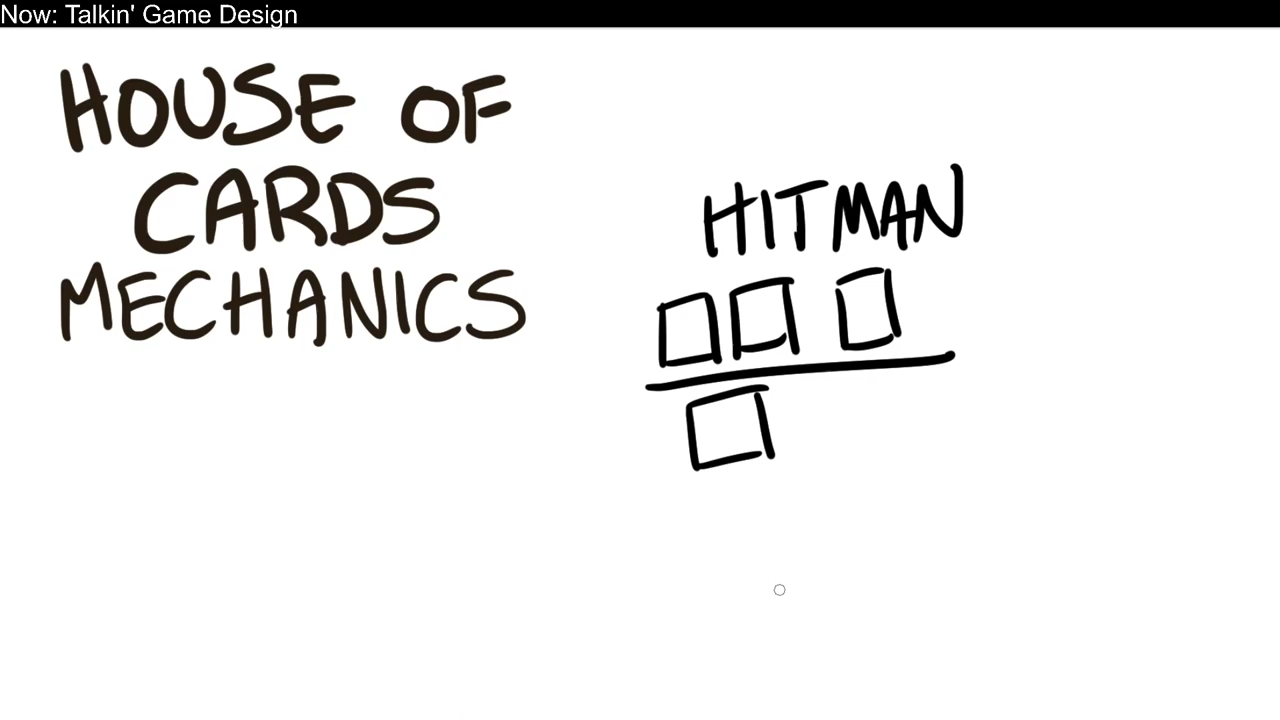 Now: Talkin' Game Design
HOUSE OF
CARDS
MECHANICS
HITMAN